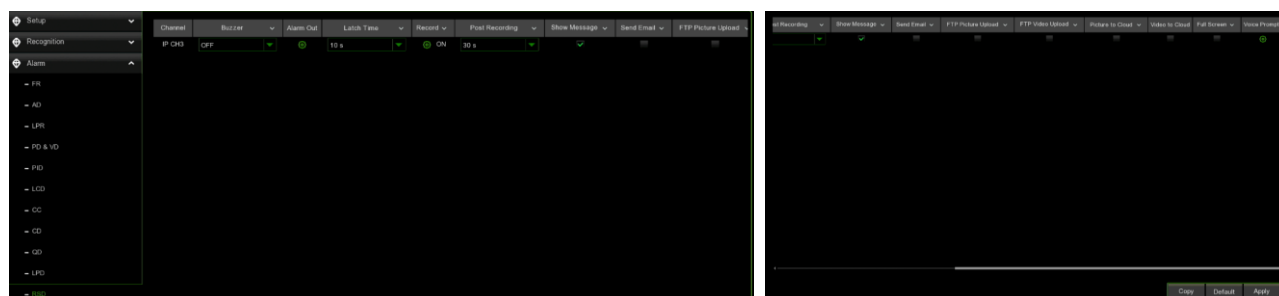 Setup
Recognition
Alarm
FR
AD
LPR
PD & VD
PID
LCD
CC
CD
QD
LPD
RSD
Channel Buzzer Alarm Out Latch Time Record Post Recording Show Message Send Email FTP Picture Upload
IP CH3 OFF 10 s ON 30 s
st Recording Show Message Send Email FTP Picture Upload FTP Video Upload Picture to Cloud Video to Cloud Full Screen Voice Prompt
Copy Default Apply